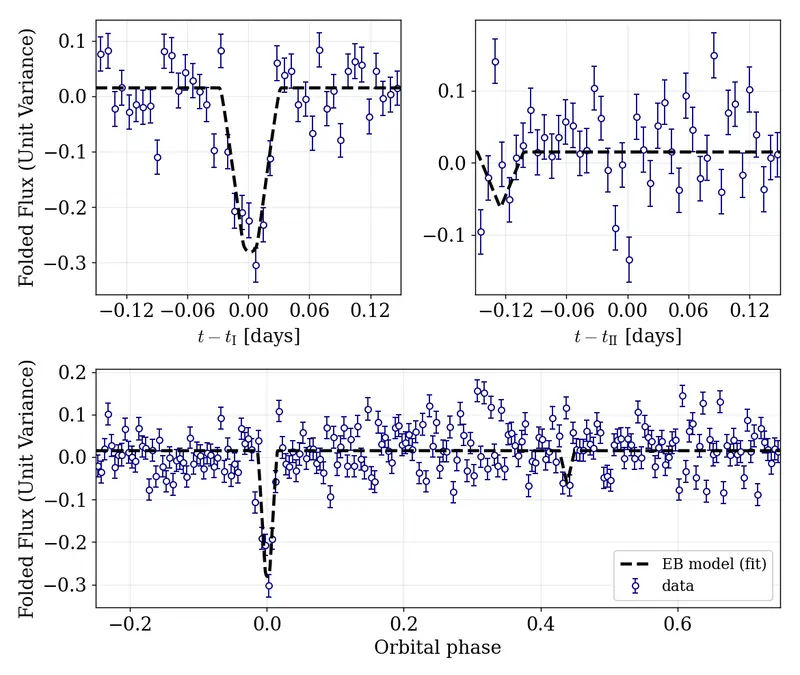 Folded Flux (Unit Variance)
0.1
0.0
−0.1
−0.2
−0.3
−0.12 −0.06 0.00 0.06 0.12
t − tI [days]
0.1
0.0
−0.1
−0.12 −0.06 0.00 0.06 0.12
t − tII [days]
Folded Flux (Unit Variance)
0.2
0.1
0.0
−0.1
−0.2
−0.3
EB model (fit)
data
−0.2 0.0 0.2 0.4 0.6
Orbital phase